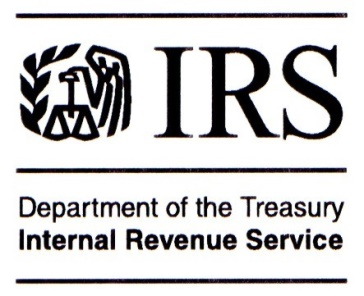 IRS
Department of the Treasury
Internal Revenue Service